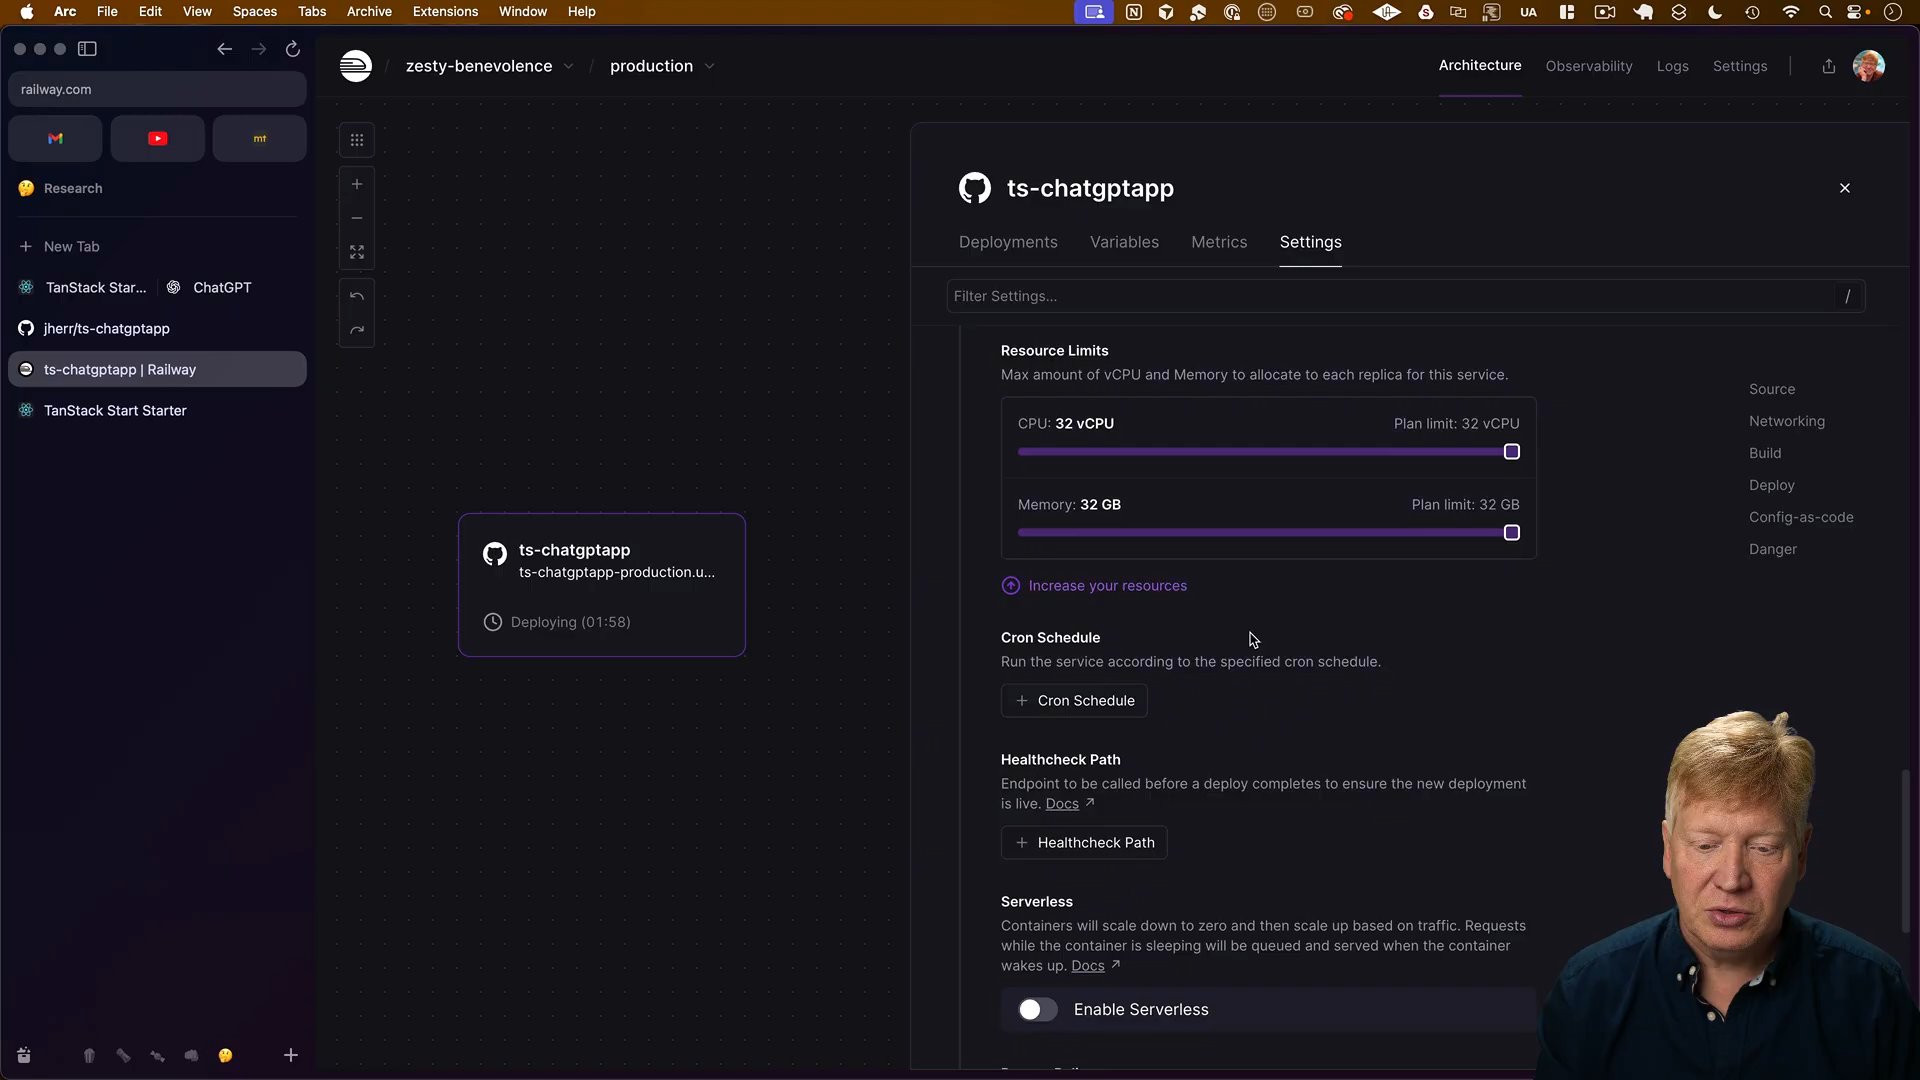 Arc File Edit View Spaces Tabs Archive Extensions Window Help
UA
railway.com
mt
Research
New Tab
TanStack Star...
ChatGPT
jherr/ts-chatgptapp
ts-chatgptapp | Railway
TanStack Start Starter
/ zesty-benevolence / production
Architecture Observability Logs Settings
ts-chatgptapp
ts-chatgptapp-production.u...
Deploying (01:58)
ts-chatgptapp
Deployments Variables Metrics Settings
Filter Settings... /
Resource Limits
Max amount of vCPU and Memory to allocate to each replica for this service.
CPU: 32 vCPU Plan limit: 32 vCPU
Memory: 32 GB Plan limit: 32 GB
Increase your resources
Cron Schedule
Run the service according to the specified cron schedule.
+ Cron Schedule
Healthcheck Path
Endpoint to be called before a deploy completes to ensure the new deployment
is live. Docs ↗
+ Healthcheck Path
Serverless
Containers will scale down to zero and then scale up based on traffic. Requests
while the container is sleeping will be queued and served when the container
wakes up. Docs ↗
Enable Serverless
Source
Networking
Build
Deploy
Config-as-code
Danger